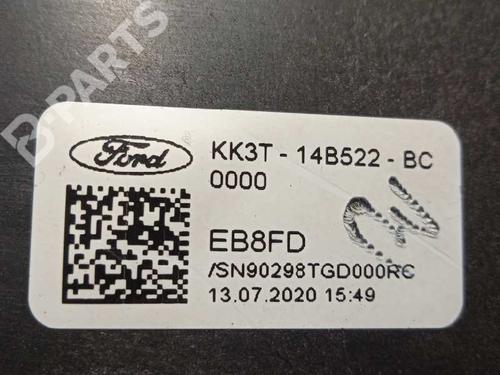 B-PARTS
Ford
KK3T - 14B522 - BC
0000
EB8FD
/SN90298TGD000RC
13.07.2020 15:49